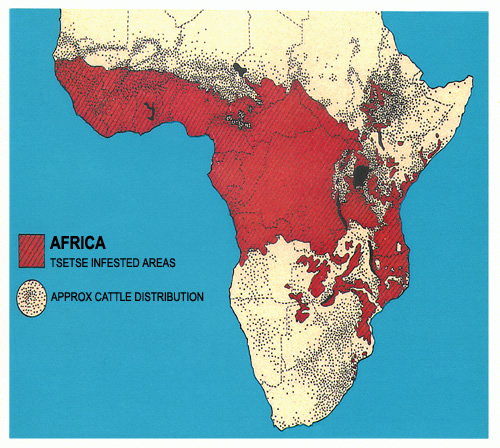 AFRICA
TSETSE INFESTED AREAS
APPROX CATTLE DISTRIBUTION